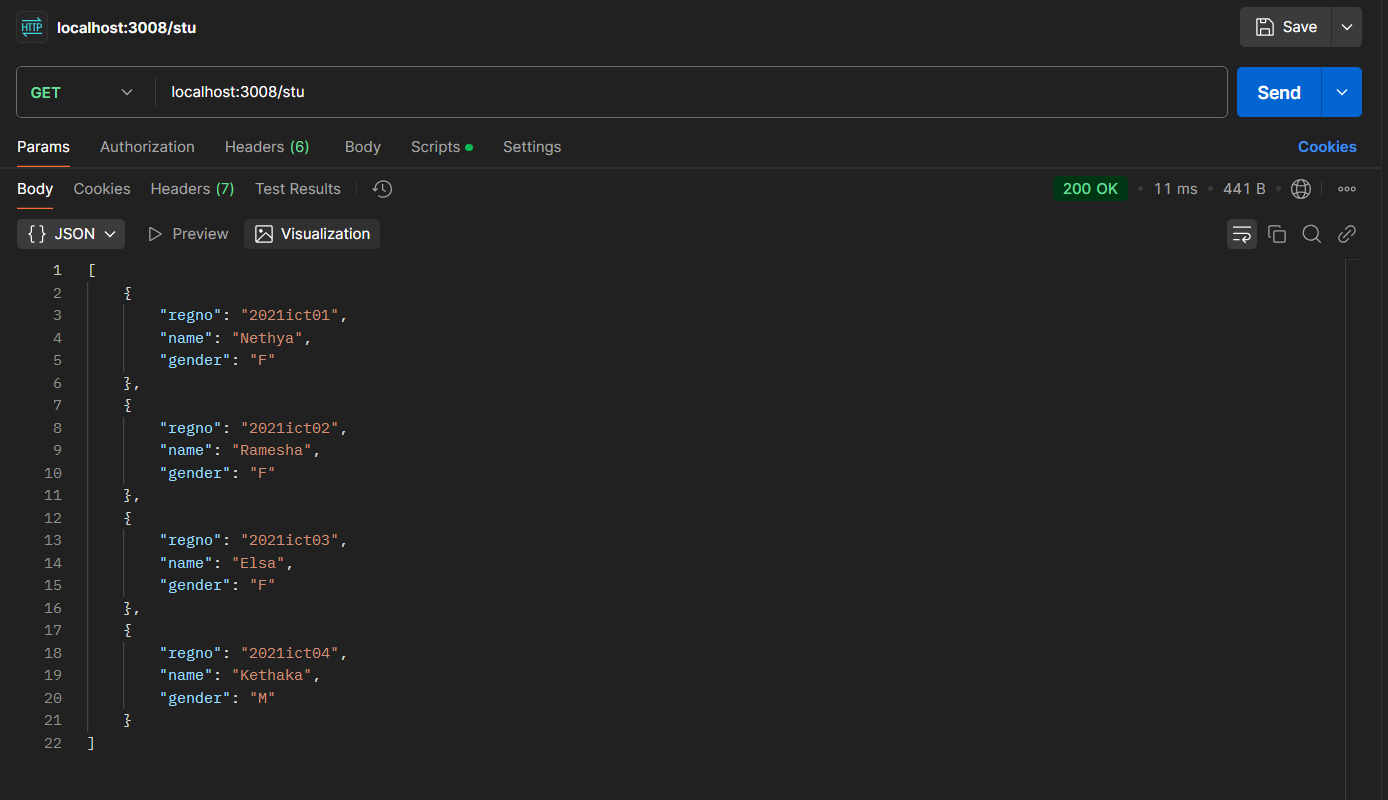 HTTP localhost:3008/stu Save
GET localhost:3008/stu Send
Params Authorization Headers (6) Body Scripts Settings Cookies
Body Cookies Headers (7) Test Results 200 OK • 11 ms • 441 B •
{} JSON Preview Visualization
1 [
2 {
3 "regno": "2021ict01",
4 "name": "Nethya",
5 "gender": "F"
6 },
7 {
8 "regno": "2021ict02",
9 "name": "Ramesha",
10 "gender": "F"
11 },
12 {
13 "regno": "2021ict03",
14 "name": "Elsa",
15 "gender": "F"
16 },
17 {
18 "regno": "2021ict04",
19 "name": "Kethaka",
20 "gender": "M"
21 }
22 ]